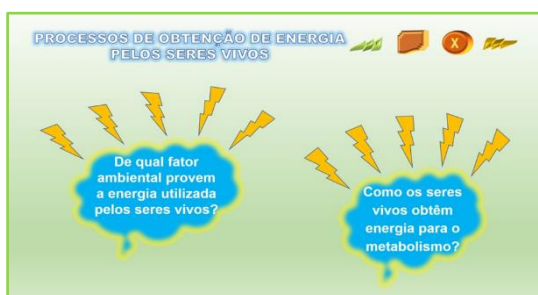 PROCESSOS DE OBTENÇÃO DE ENERGIA
PELOS SERES VIVOS
X
De qual fator
ambiental provem
a energia utilizada
pelos seres vivos?
Como os seres
vivos obtêm
energia para o
metabolismo?